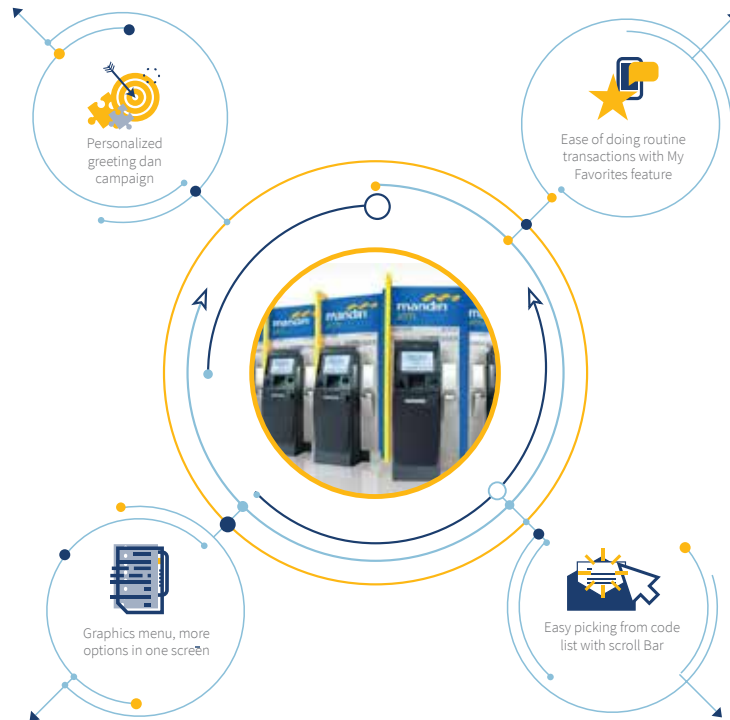 Personalized
greeting dan
campaign
Ease of doing routine
transactions with My
Favorites feature
mandiri
mandiri
mandiri
Graphics menu, more
options in one screen
Easy picking from code
list with scroll Bar